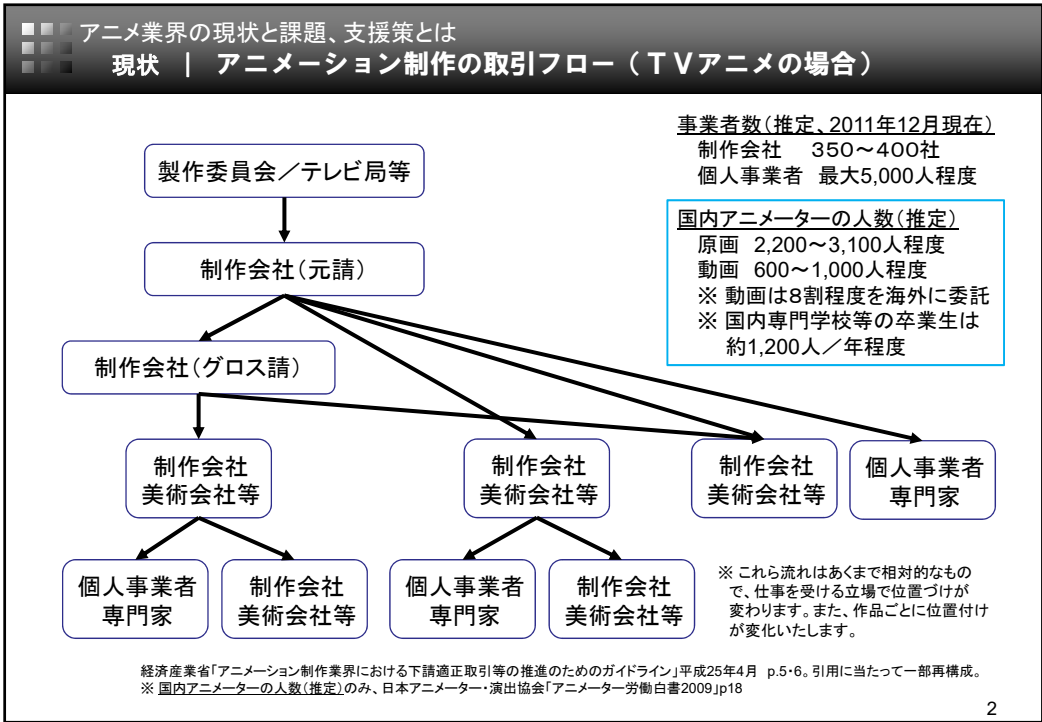 アニメ業界の現状と課題、支援策とは
現状 | アニメーション制作の取引フロー(TVアニメの場合)
事業者数(推定、2011年12月現在)
制作会社 350~400社
個人事業者 最大5,000人程度
国内アニメーターの人数(推定)
原画 2,200~3,100人程度
動画 600~1,000人程度
※ 動画は8割程度を海外に委託
※ 国内専門学校等の卒業生は
約1,200人/年程度
製作委員会/テレビ局等
制作会社(元請)
制作会社(グロス請)
制作会社
美術会社等
制作会社
美術会社等
制作会社
美術会社等
個人事業者
専門家
個人事業者
専門家
制作会社
美術会社等
個人事業者
専門家
制作会社
美術会社等
※ これら流れはあくまで相対的なもの
で、仕事を受ける立場で位置づけが
変わります。また、作品ごとに位置付け
が変化いたします。
経済産業省「アニメーション制作業界における下請適正取引等の推進のためのガイドライン」平成25年4月 p.5・6。引用に当たって一部再構成。
※ 国内アニメーターの人数(推定)のみ、日本アニメーター・演出協会「アニメーター労働白書2009」p18
2